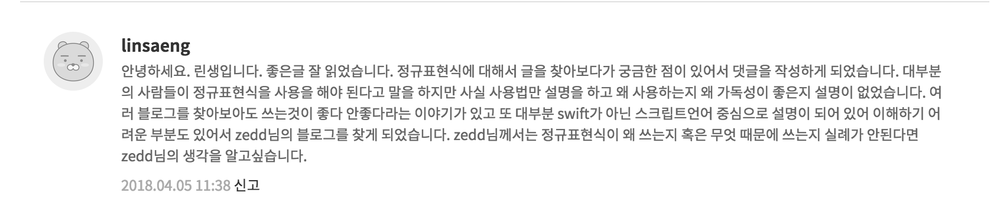 linsaeng
안녕하세요. 린생입니다. 좋은글 잘 읽었습니다. 정규표현식에 대해서 글을 찾아보다가 궁금한 점이 있어서 댓글을 작성하게 되었습니다. 대부분
의 사람들이 정규표현식을 사용을 해야 된다고 말을 하지만 사실 사용법만 설명을 하고 왜 사용하는지 왜 가독성이 좋은지 설명이 없었습니다. 여
러 블로그를 찾아보아도 쓰는것이 좋다 안좋다라는 이야기가 있고 또 대부분 swift가 아닌 스크립트언어 중심으로 설명이 되어 있어 이해하기 어
려운 부분도 있어서 zedd님의 블로그를 찾게 되었습니다. zedd님께서는 정규표현식이 왜 쓰는지 혹은 무엇 때문에 쓰는지 실례가 안된다면
zedd님의 생각을 알고싶습니다.
2018.04.05 11:38 신고